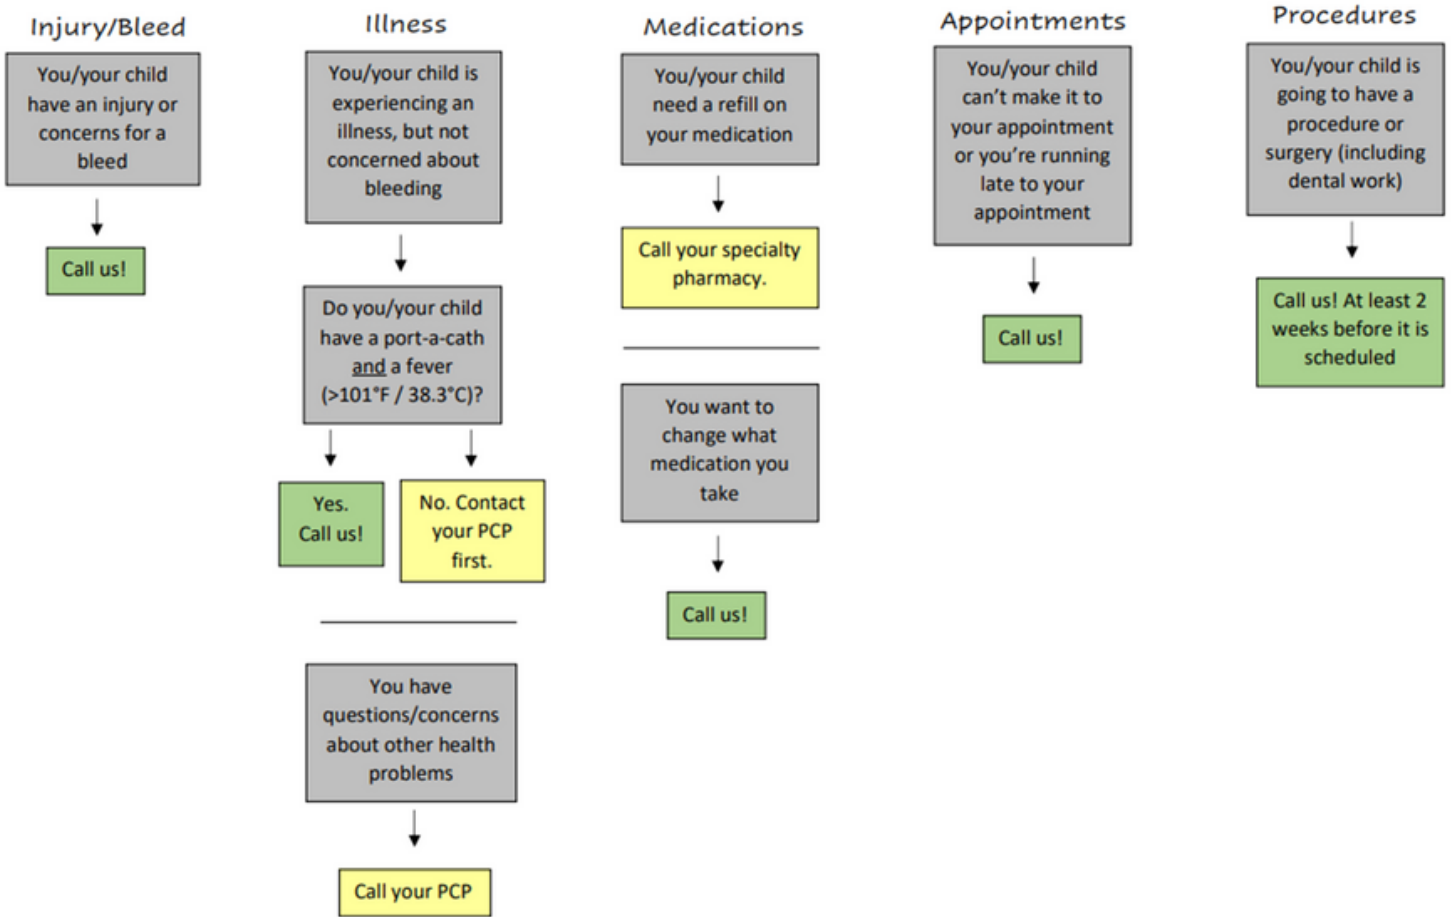 Injury/Bleed
You/your child
have an injury or
concerns for a
bleed
Call us!
Illness
You/your child is
experiencing an
illness, but not
concerned about
bleeding
Do you/your child
have a port-a-cath
and a fever
(>101°F / 38.3°C)?
Yes.
Call us!
No. Contact
your PCP
first.
You have
questions/concerns
about other health
problems
Call your PCP
Medications
You/your child
need a refill on
your medication
Call your specialty
pharmacy.
You want to
change what
medication you
take
Call us!
Appointments
You/your child
can't make it to
your appointment
or you're running
late to your
appointment
Call us!
Procedures
You/your child is
going to have a
procedure or
surgery (including
dental work)
Call us! At least 2
weeks before it is
scheduled